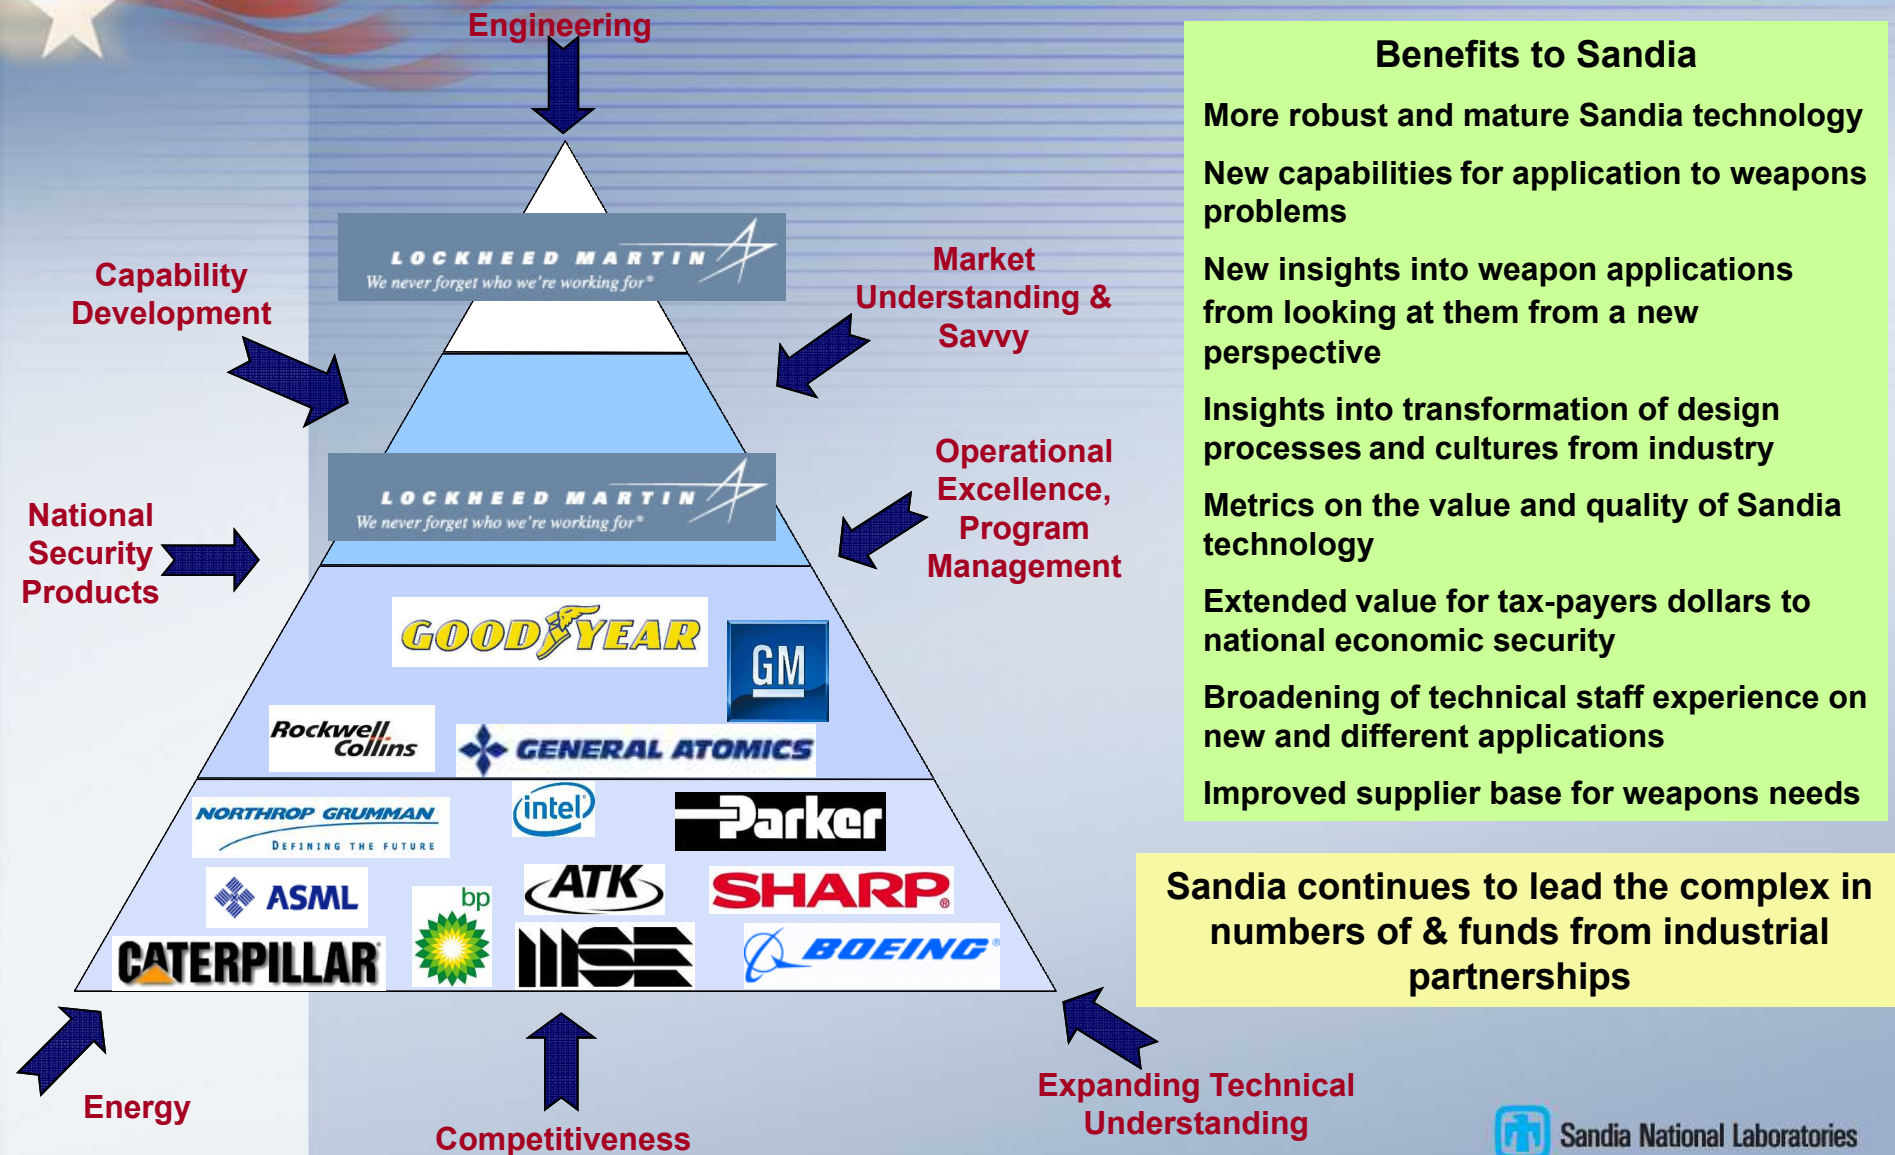 Engineering
Capability
Development
National
Security
Products
Energy
Competitiveness
Expanding Technical
Understanding
Market
Understanding &
Savvy
Operational
Excellence,
Program
Management
LOCKHEED MARTIN
We never forget who we're working for®
LOCKHEED MARTIN
We never forget who we're working for®
GOODYEAR
GM
Rockwell
Collins
GENERAL ATOMICS
NORTHROP GRUMMAN
DEFINING THE FUTURE
intel®
Parker
ASML
bp
ATK
SHARP®
CATERPILLAR®
MSE
BOEING®
Benefits to Sandia
More robust and mature Sandia technology
New capabilities for application to weapons
problems
New insights into weapon applications
from looking at them from a new
perspective
Insights into transformation of design
processes and cultures from industry
Metrics on the value and quality of Sandia
technology
Extended value for tax-payers dollars to
national economic security
Broadening of technical staff experience on
new and different applications
Improved supplier base for weapons needs
Sandia continues to lead the complex in
numbers of & funds from industrial
partnerships
Sandia National Laboratories